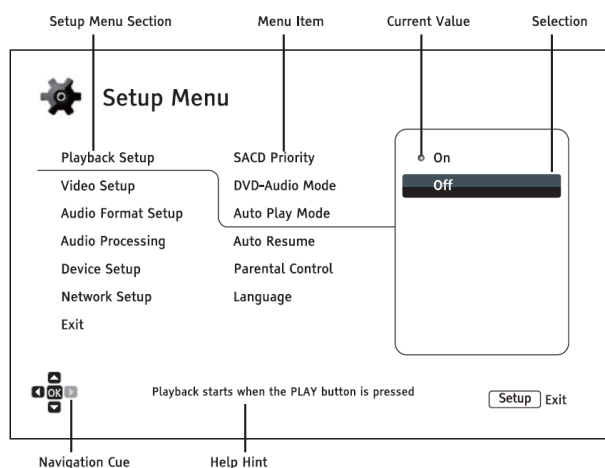 Setup Menu Section Menu Item Current Value Selection
Setup Menu
Playback Setup SACD Priority On
Video Setup DVD-Audio Mode Off
Audio Format Setup Auto Play Mode
Audio Processing Auto Resume
Device Setup Parental Control
Network Setup Language
Exit
OK Playback starts when the PLAY button is pressed Setup Exit
Navigation Cue Help Hint